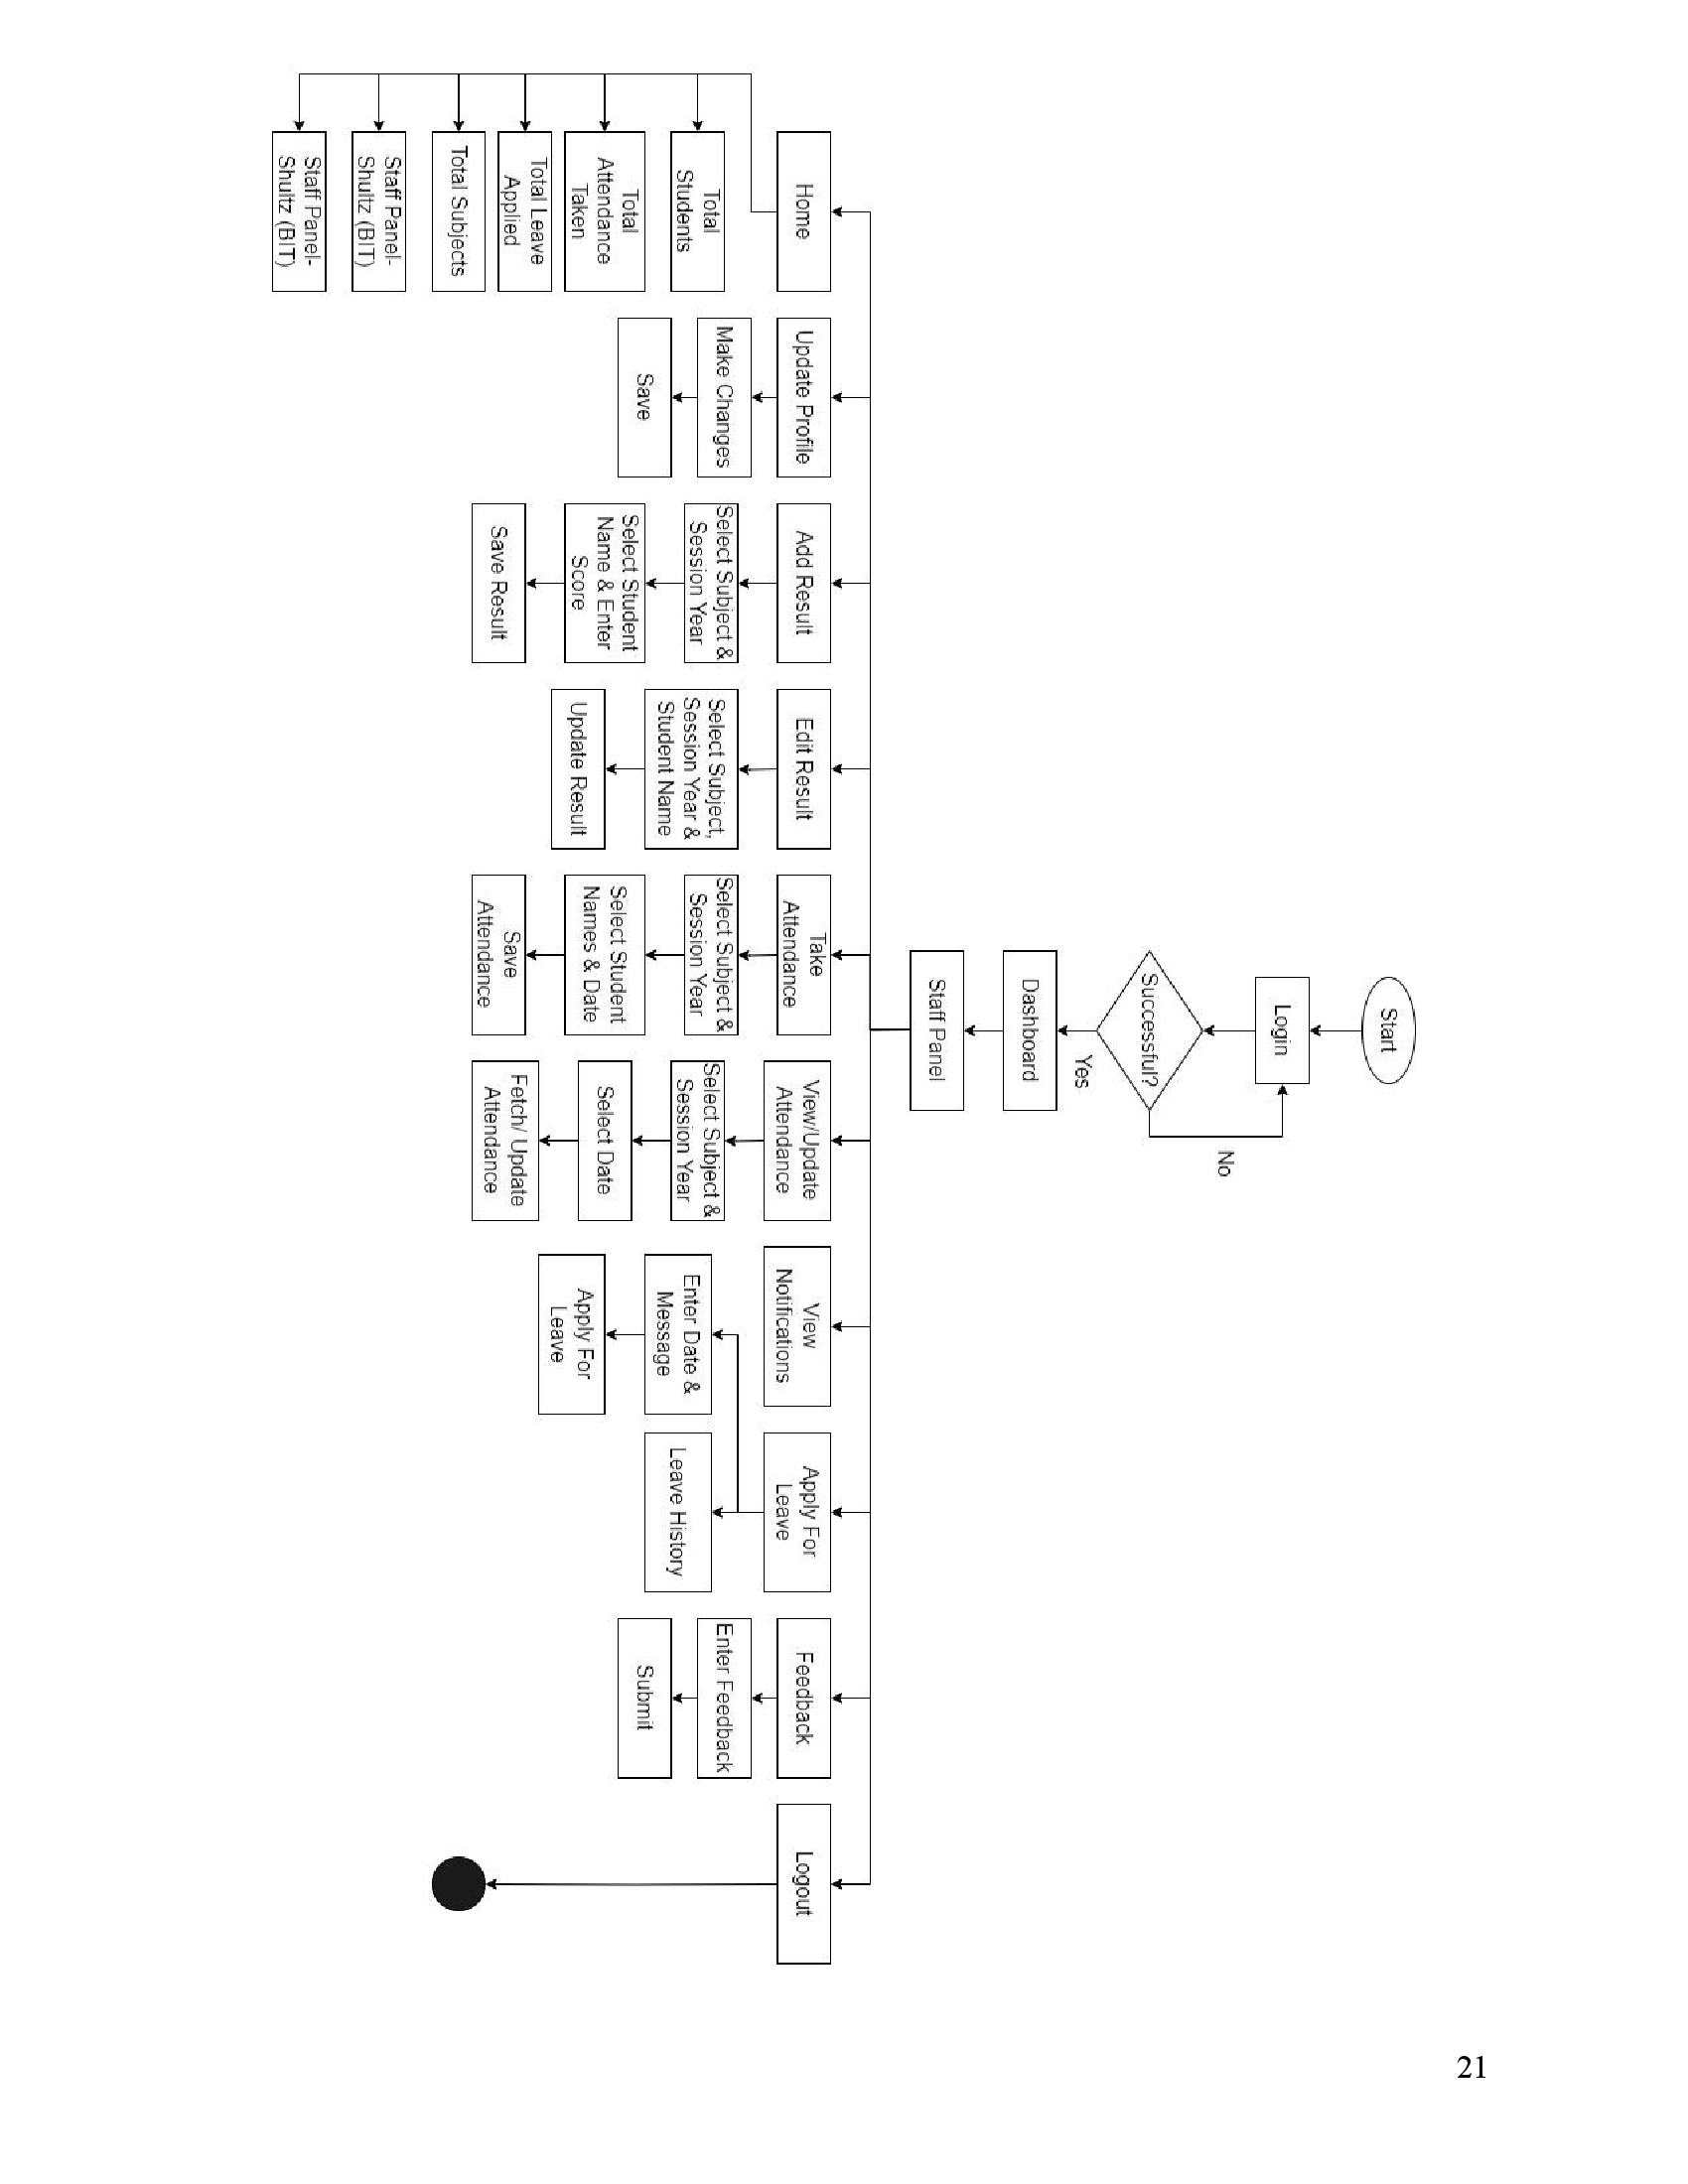 Start
Login
Successful?
No
Yes
Dashboard
Staff Panel
Home
Total
Students
Total
Attendance
Taken
Total Leave
Applied
Total Subjects
Staff Panel-
Shultz (BIT)
Staff Panel-
Shultz (BIT)
Update Profile
Make Changes
Save
Add Result
Select Subject &
Session Year
Select Student
Name & Enter
Score
Save Result
Edit Result
Select Subject,
Session Year &
Student Name
Update Result
Take
Attendance
Select Subject &
Session Year
Select Student
Names & Date
Save
Attendance
View/Update
Attendance
Select Subject &
Session Year
Select Date
Fetch/ Update
Attendance
View
Notifications
Apply For
Leave
Enter Date &
Message
Apply For
Leave
Leave History
Feedback
Enter Feedback
Submit
Logout
21